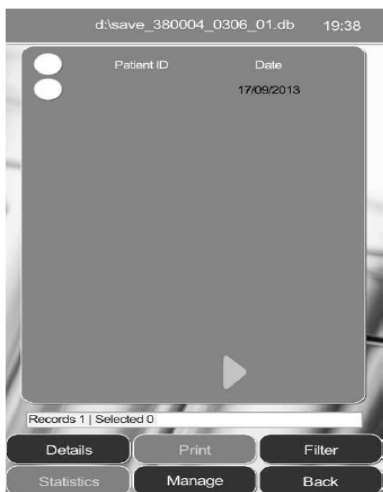 d:\save_380004_0306_01.db 19:38
Patient ID Date
17/09/2013
Records 1 | Selected 0
Details Print Filter
Statistics Manage Back